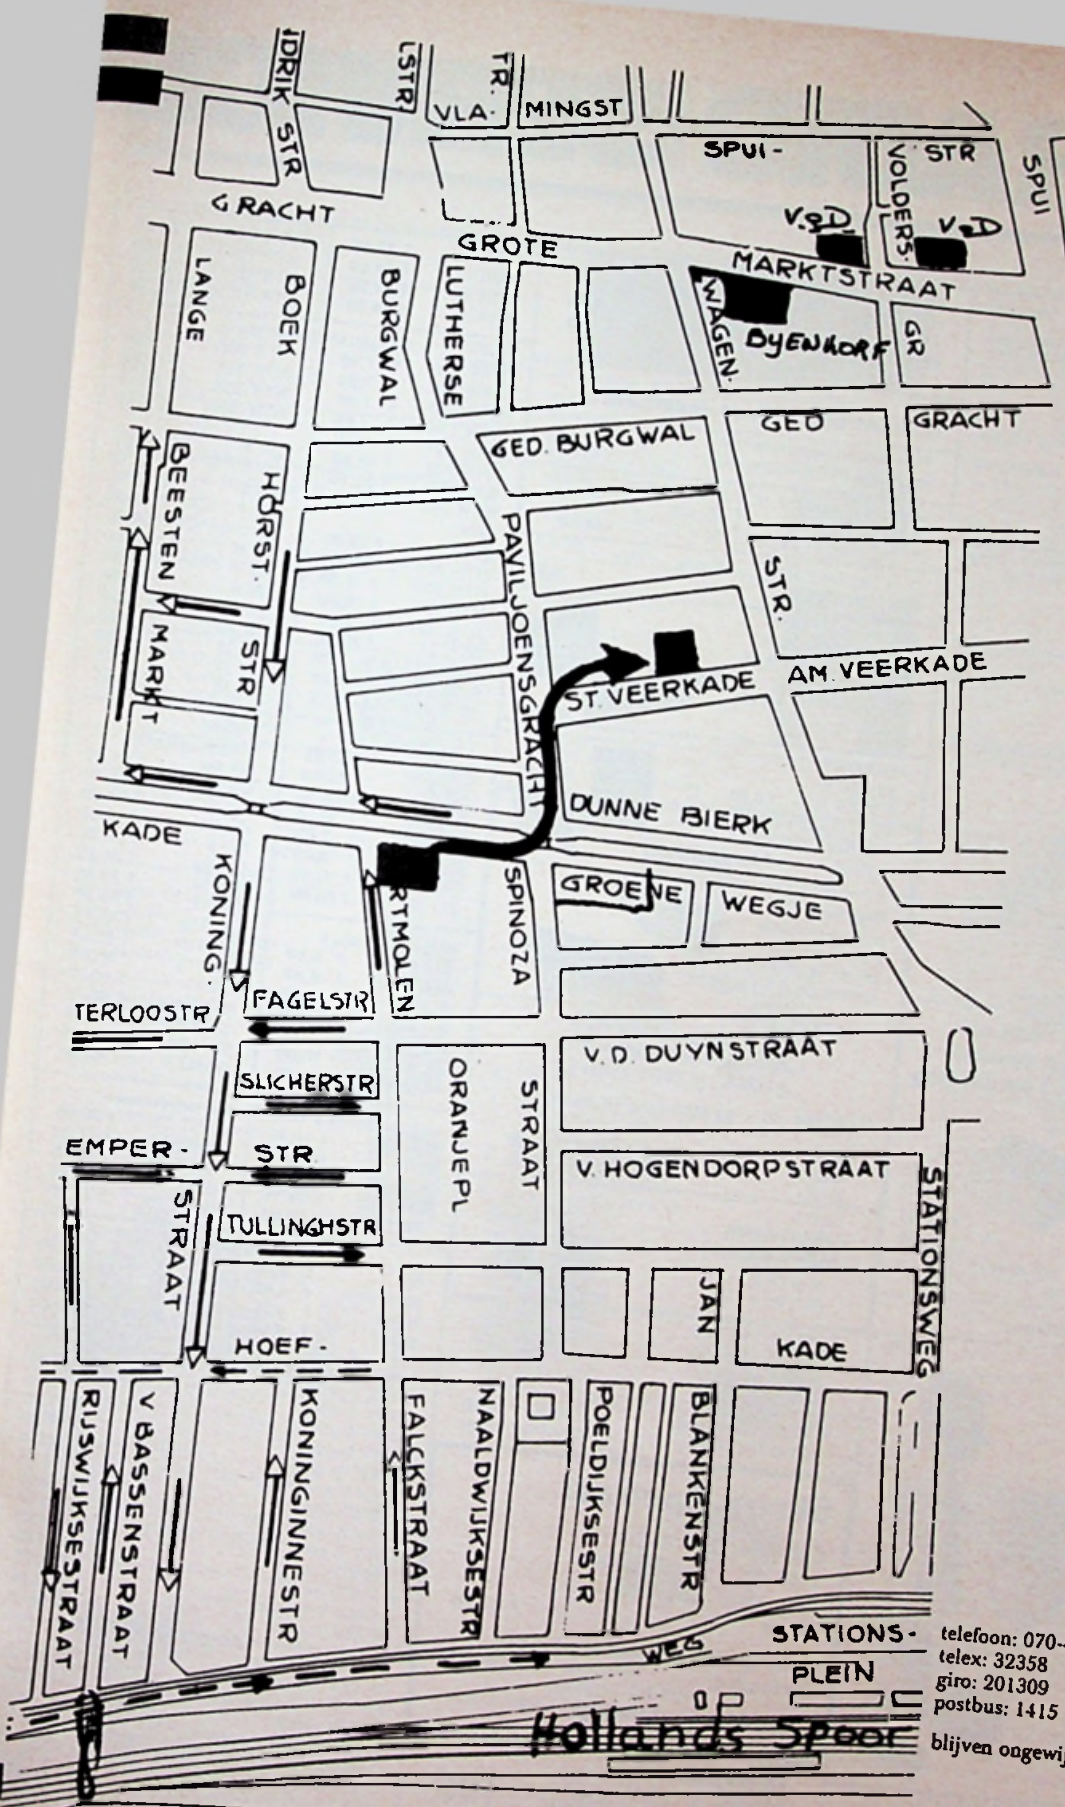 NDRIK STR
LSTR
TR.
VLA- MINGST
SPUI- STR
VOLDERS-
SPUI
GRACHT
GROTE MARKTSTRAAT
V.&D.
V&D
LANGE
BOEK
BURGWAL
LUTHERSE
WAGEN-
BYENKORF
GR
GED. BURGWAL
GED GRACHT
BEESTEN
HORST.
PAVILJOENSGRACHT
STR.
MARKT
STR
ST. VEERKADE
AM. VEERKADE
DUNNE BIERK
KADE
KONING.
RTMOLEN
SPINOZA
GROENE WEGJE
TERLOOSTR
FAGELSTR
SLICHERSTR
ORANJEPL
STRAAT
V. D. DUYNSTRAAT
EMPER- STR
V. HOGENDORPSTRAAT
STRAAT
TULLINGHSTR
STATIONSWEG
JAN
HOEF- KADE
RIJSWIJKSESTRAAT
V BASSENSTRAAT
KONINGINNESTR
FALCKSTRAAT
NAALDWIJKSESTR
POELDIJKSESTR
BLANKENSTR
WEG
STATIONS-
PLEIN
Hollands Spoor
telefoon: 070-
telex: 32358
giro: 201309
postbus: 1415
blijven ongewij